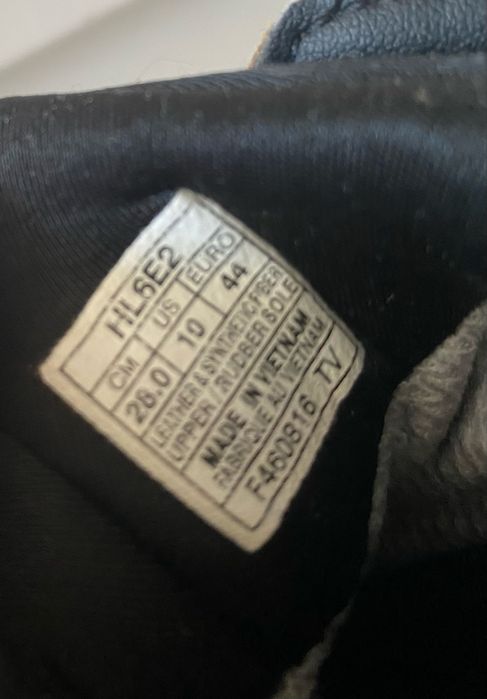 HL6E2
CM US EURO
28.0 10 44
LEATHER & SYNTHETIC FIBER
UPPER / RUBBER SOLE
MADE IN VIETNAM
FABRIQUE AU VIETNAM
F460816 TV